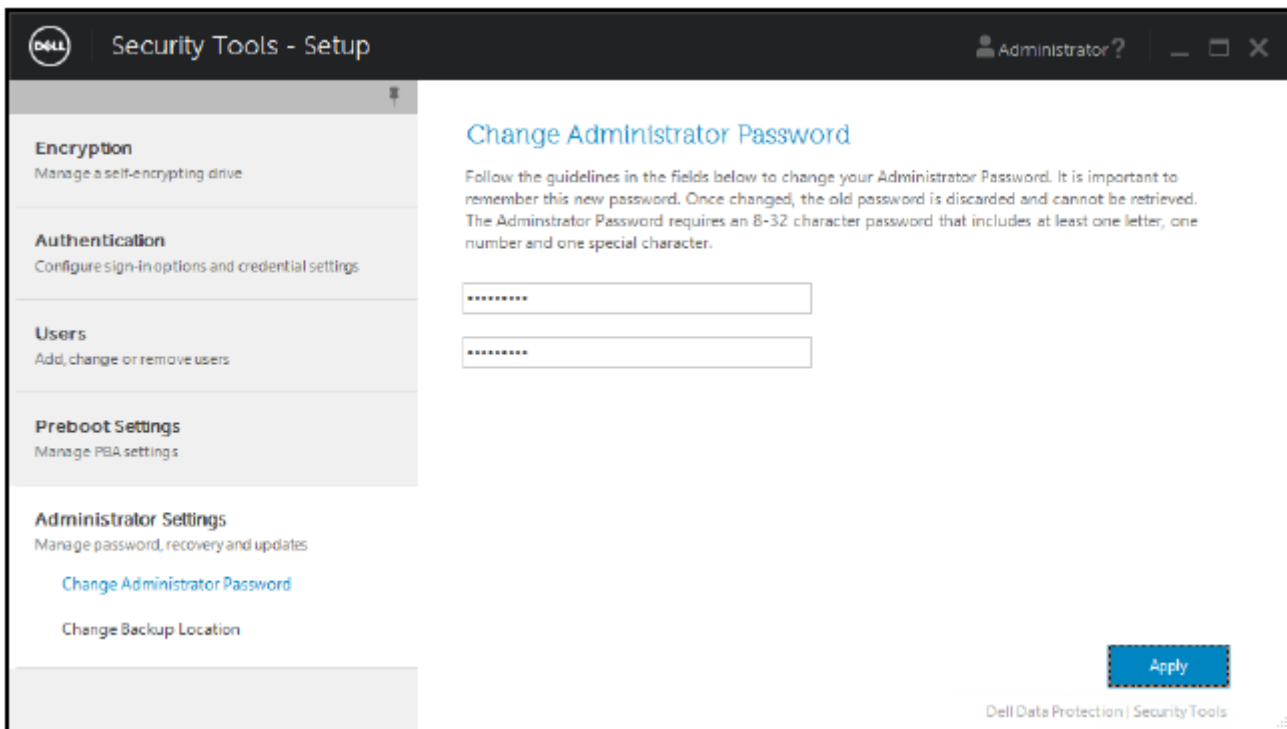 DELL
Security Tools - Setup
Administrator ?
Encryption
Manage a self-encrypting drive
Authentication
Configure sign-in options and credential settings
Users
Add, change or remove users
Preboot Settings
Manage PBA settings
Administrator Settings
Manage password, recovery and updates
Change Administrator Password
Change Backup Location
Change Administrator Password
Follow the guidelines in the fields below to change your Administrator Password. It is important to
remember this new password. Once changed, the old password is discarded and cannot be retrieved.
The Adminstrator Password requires an 8-32 character password that includes at least one letter, one
number and one special character.
•••••••••
•••••••••
Apply
Dell Data Protection | Security Tools